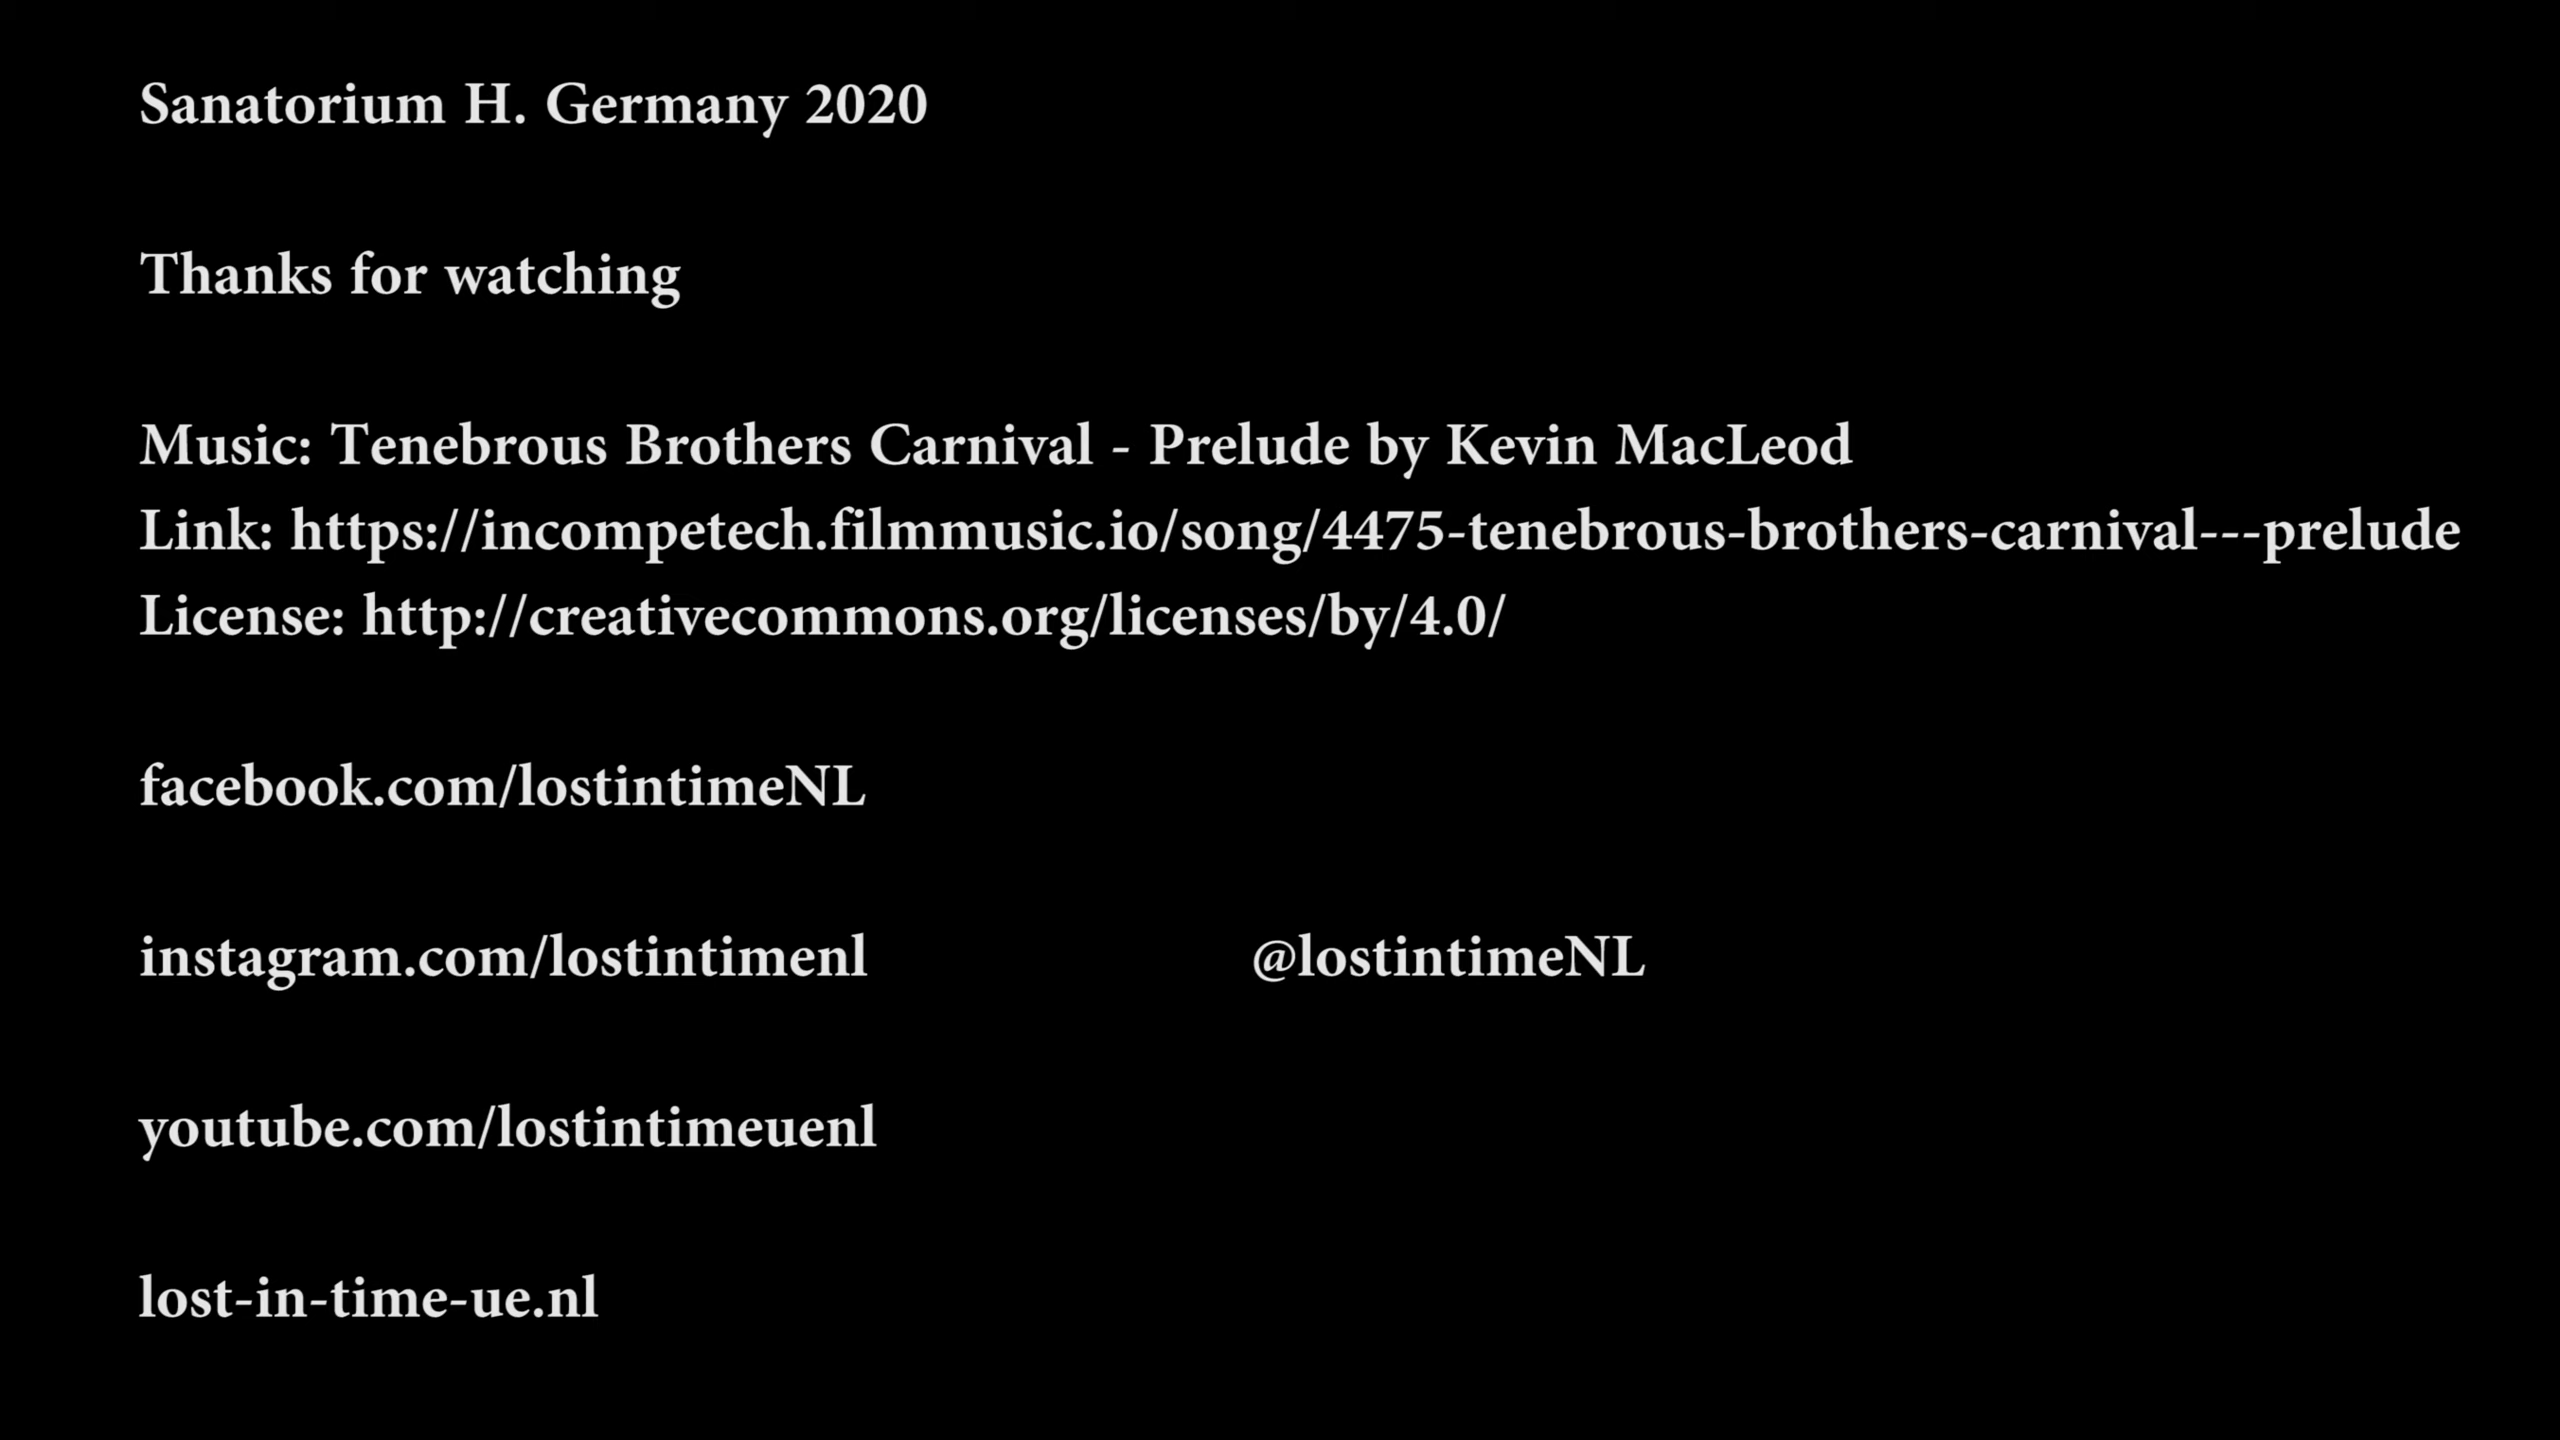 Sanatorium H. Germany 2020
Thanks for watching
Music: Tenebrous Brothers Carnival - Prelude by Kevin MacLeod
Link: https://incompetech.filmmusic.io/song/4475-tenebrous-brothers-carnival---prelude
License: http://creativecommons.org/licenses/by/4.0/
facebook.com/lostintimeNL
instagram.com/lostintimenl @lostintimeNL
youtube.com/lostintimeuenl
lost-in-time-ue.nl